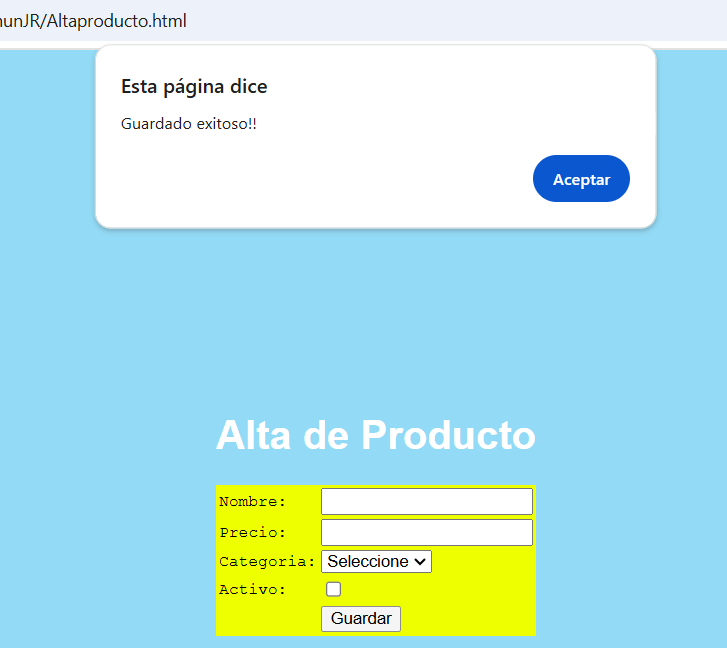 nunJR/Altaproducto.html
Esta página dice
Guardado exitoso!!
Aceptar
Alta de Producto
Nombre:
Precio:
Categoria: Seleccione
Activo:
Guardar